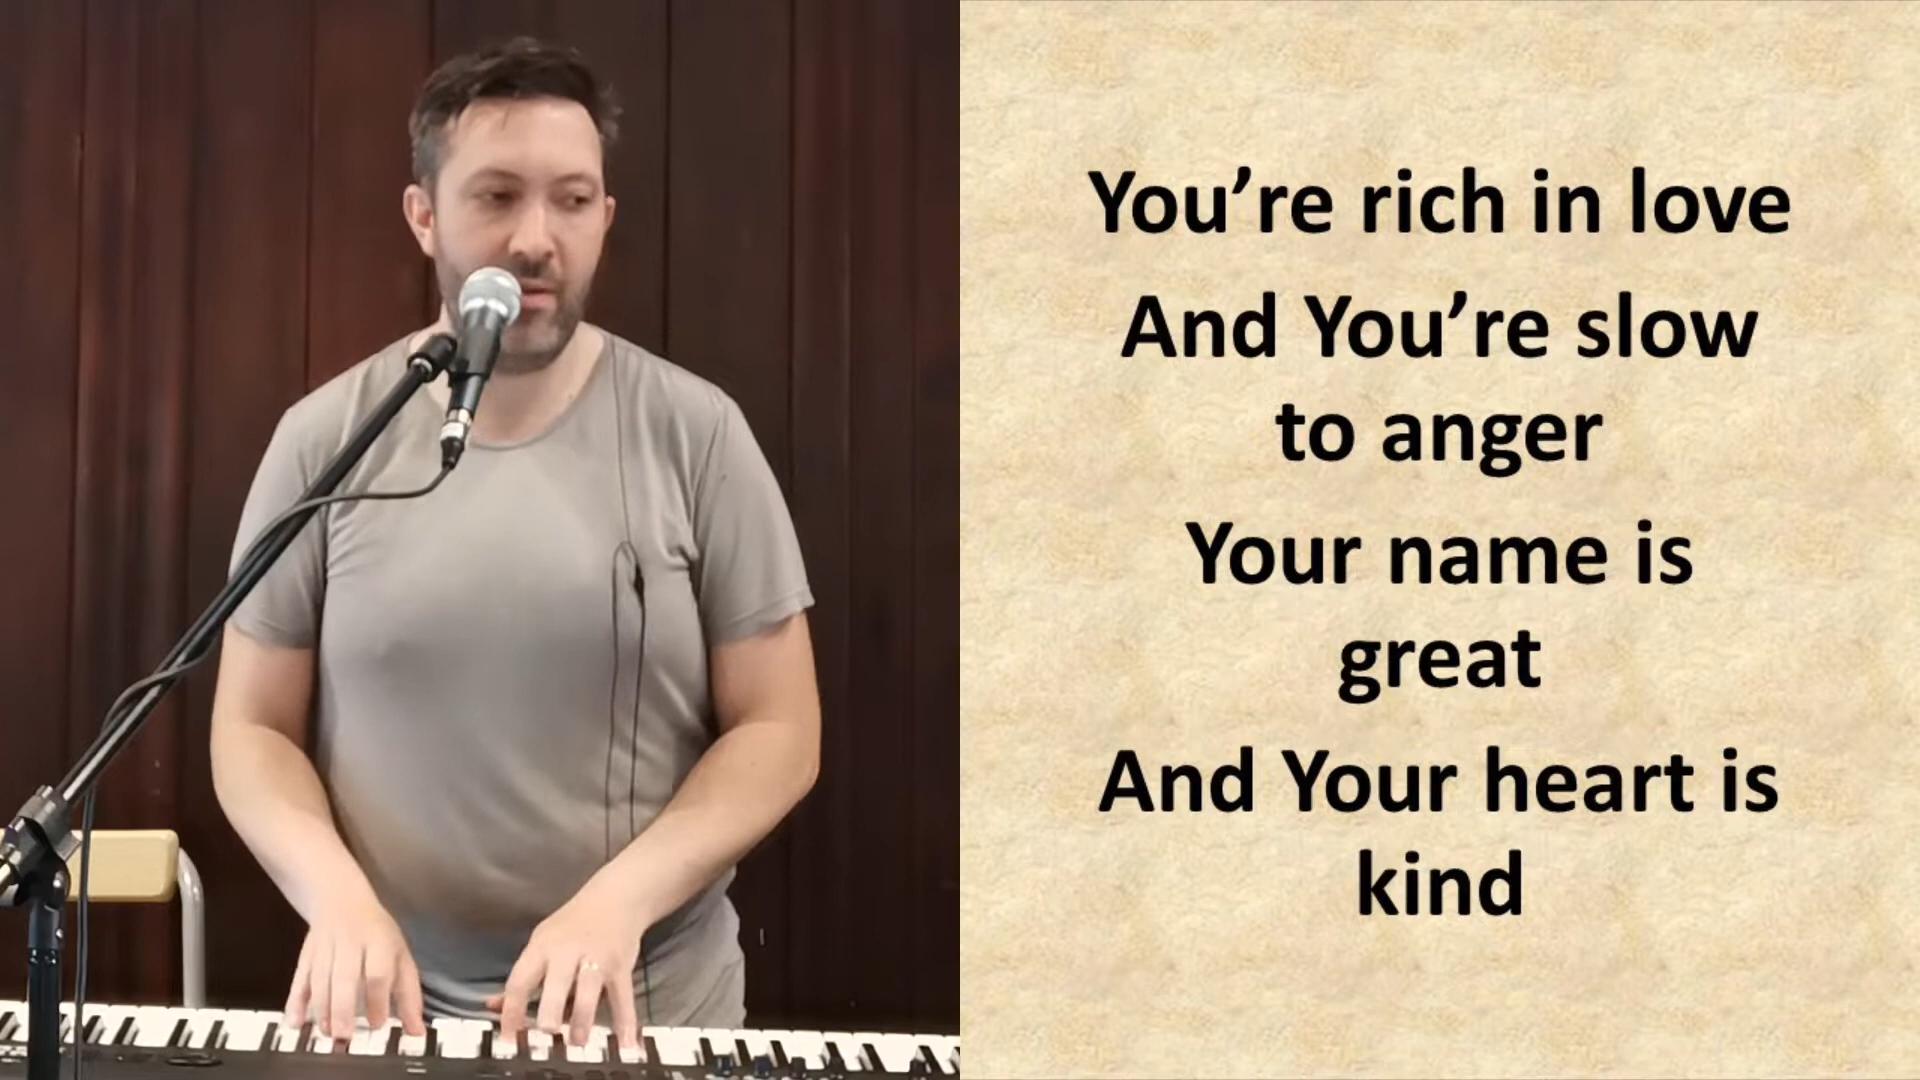 You’re rich in love
And You’re slow
to anger
Your name is
great
And Your heart is
kind